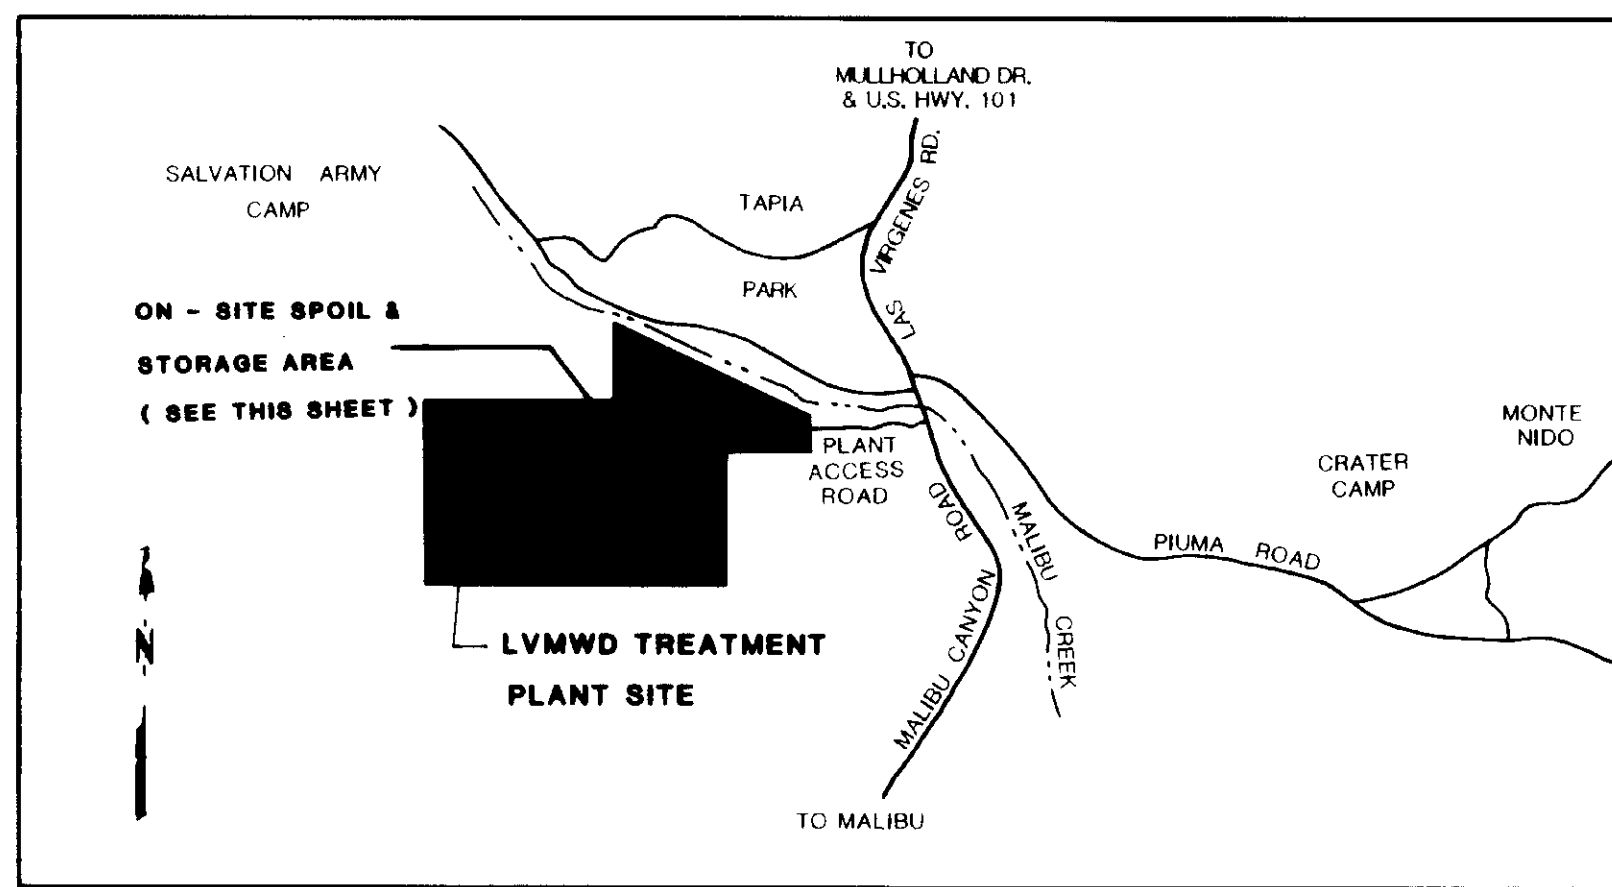 TO
MULLHOLLAND DR.
& U.S. HWY. 101
LAS VIRGENES RD.
SALVATION ARMY
CAMP
TAPIA
PARK
ON - SITE SPOIL &
STORAGE AREA
( SEE THIS SHEET )
PLANT
ACCESS
ROAD
MONTE
NIDO
CRATER
CAMP
PIUMA ROAD
MALIBU CREEK
MALIBU CANYON ROAD
N
LVMWD TREATMENT
PLANT SITE
TO MALIBU